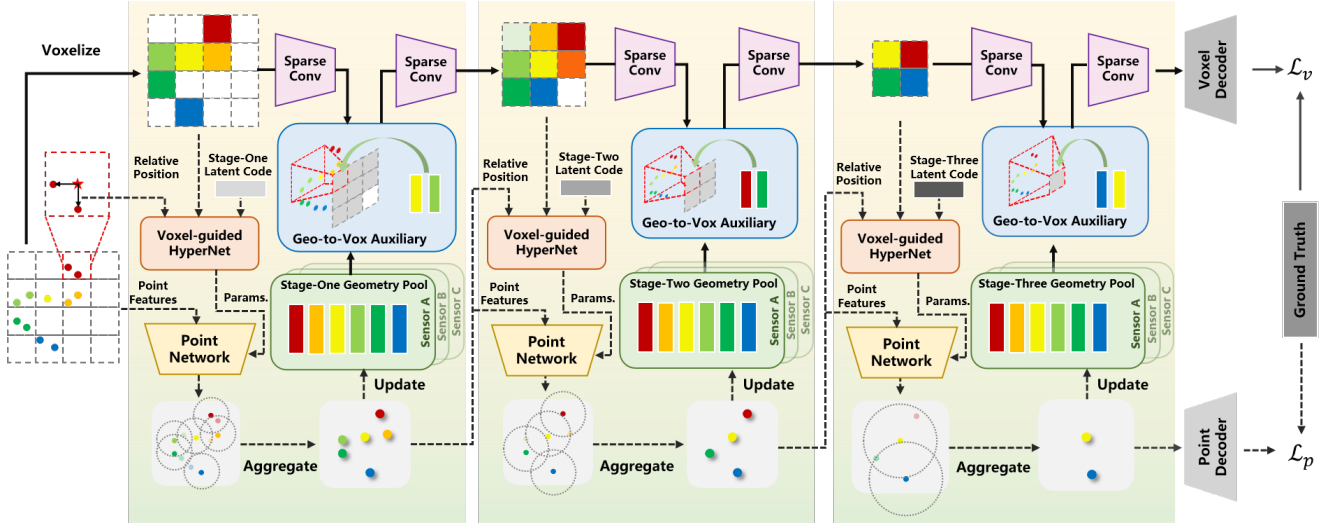 Voxelize
Sparse
Conv
Sparse
Conv
Relative
Position
Stage-One
Latent Code
Geo-to-Vox Auxiliary
Voxel-guided
HyperNet
Point
Features
Params.
Stage-One Geometry Pool
Sensor A
Sensor B
Sensor C
Point
Network
Update
Aggregate
Sparse
Conv
Sparse
Conv
Relative
Position
Stage-Two
Latent Code
Geo-to-Vox Auxiliary
Voxel-guided
HyperNet
Point
Features
Params.
Stage-Two Geometry Pool
Sensor A
Sensor B
Sensor C
Point
Network
Update
Aggregate
Sparse
Conv
Sparse
Conv
Relative
Position
Stage-Three
Latent Code
Geo-to-Vox Auxiliary
Voxel-guided
HyperNet
Point
Features
Params.
Stage-Three Geometry Pool
Sensor A
Sensor B
Sensor C
Point
Network
Update
Aggregate
Voxel
Decoder
ℒv
Ground Truth
Point
Decoder
ℒp